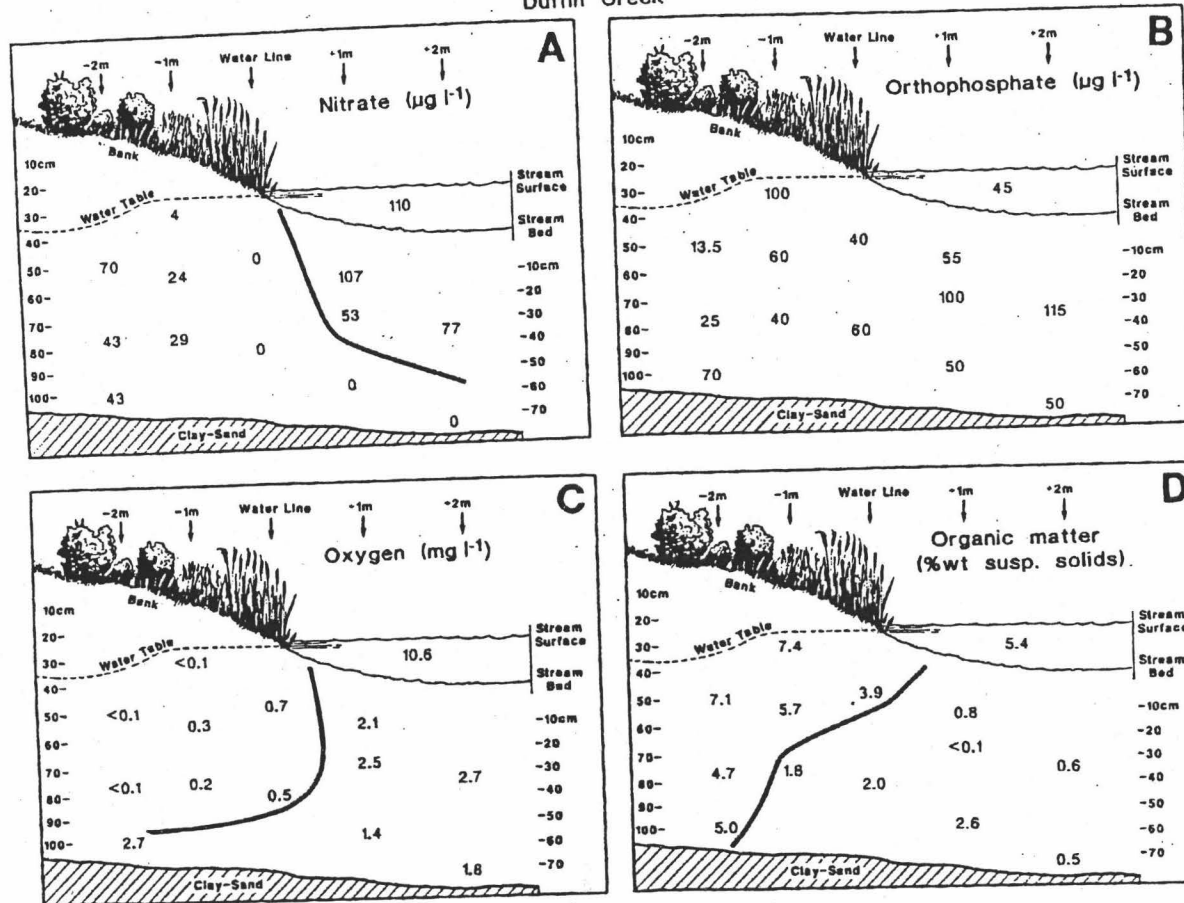 Duffin Creek
A
-2m -1m Water Line +1m +2m
Nitrate (µg l-1)
Bank
10cm
20-
30-
40-
50-
60-
70-
80-
90-
100-
Water Table
Stream Surface
Stream Bed
-10cm
-20
-30
-40
-50
-60
-70
4 110
70 24 0 107
53
43 29 0 77
0
43 0
Clay-Sand
B
-2m -1m Water Line +1m +2m
Orthophosphate (µg l-1)
Bank
10cm
20-
30-
40-
50-
60-
70-
80-
90-
100-
Water Table
Stream Surface
Stream Bed
-10cm
-20
-30
-40
-50
-60
-70
100 45
13.5 60 40 55
100
25 40 60 115
50
70 50
Clay-Sand
C
-2m -1m Water Line +1m +2m
Oxygen (mg l-1)
Bank
10cm
20-
30-
40-
50-
60-
70-
80-
90-
100-
Water Table
Stream Surface
Stream Bed
-10cm
-20
-30
-40
-50
-60
-70
<0.1 10.6
<0.1 0.3 0.7 2.1
2.5
<0.1 0.2 0.5 2.7
1.4
2.7 1.8
Clay-Sand
D
-2m -1m Water Line +1m +2m
Organic matter
(%wt susp. solids).
Bank
10cm
20-
30-
40-
50-
60-
70-
80-
90-
100-
Water Table
Stream Surface
Stream Bed
-10cm
-20
-30
-40
-50
-60
-70
7.4 5.4
7.1 5.7 3.9 0.8
<0.1
4.7 1.8 2.0 0.6
2.6
5.0 0.5
Clay-Sand